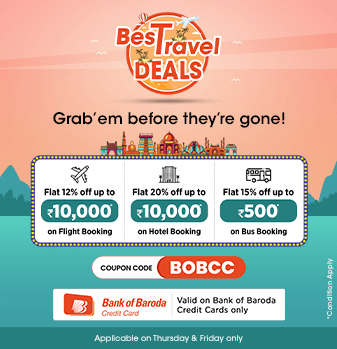 BésTravel
DEALS
Grab'em before they're gone!
Flat 12% off up to
₹10,000*
on Flight Booking
Flat 20% off up to
₹10,000*
on Hotel Booking
Flat 15% off up to
₹500*
on Bus Booking
COUPON CODE
BOBCC
Bank of Baroda
Credit Card
Valid on Bank of Baroda
Credit Cards only
*Condition Apply
Applicable on Thursday & Friday only